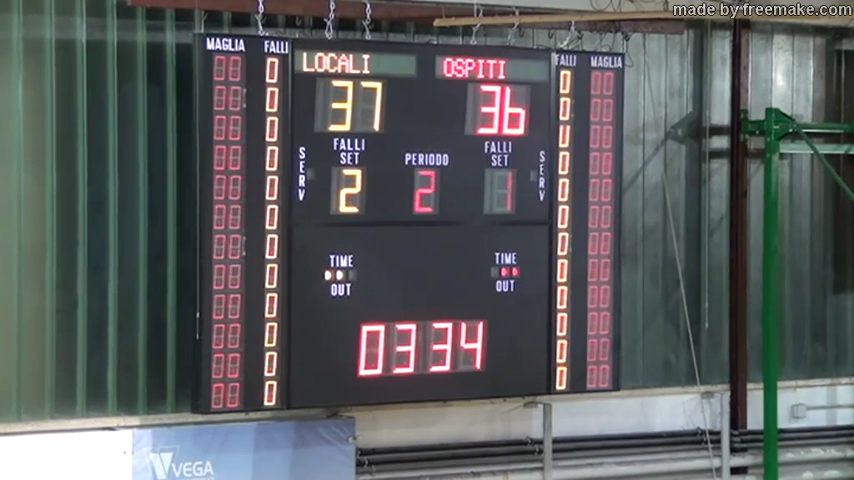 made by freemake.com
MAGLIA FALLI LOCALI OSPITI FALLI MAGLIA
37 36
FALLI SET PERIODO FALLI SET
SERV 2 2 1 SERV
TIME OUT TIME OUT
0334
VEGA